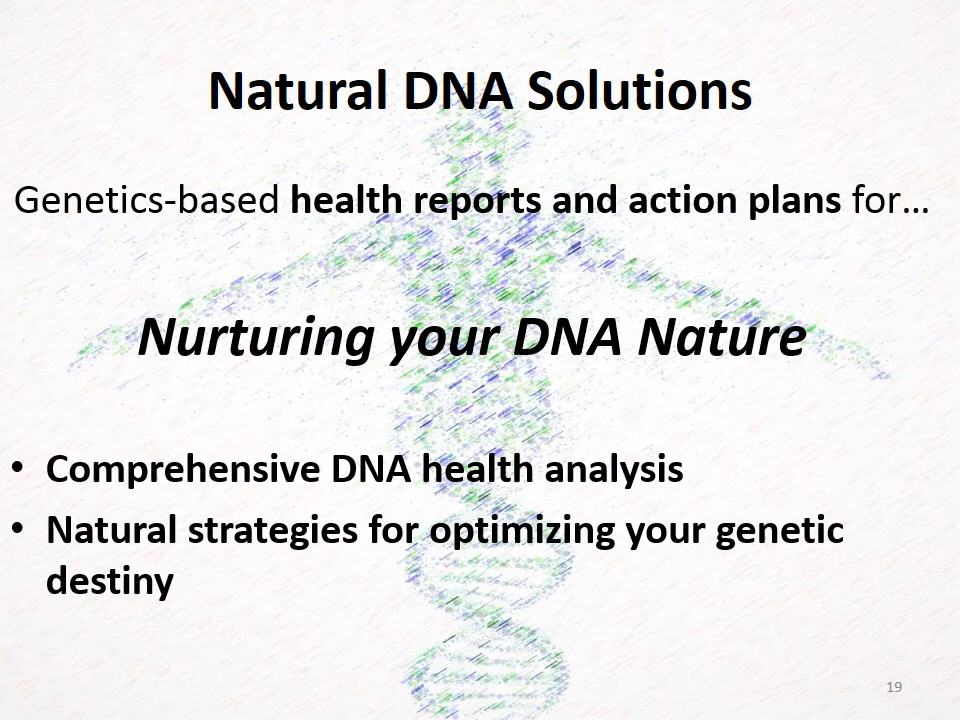 Natural DNA Solutions
Genetics-based health reports and action plans for…
Nurturing your DNA Nature
• Comprehensive DNA health analysis
• Natural strategies for optimizing your genetic
destiny
19